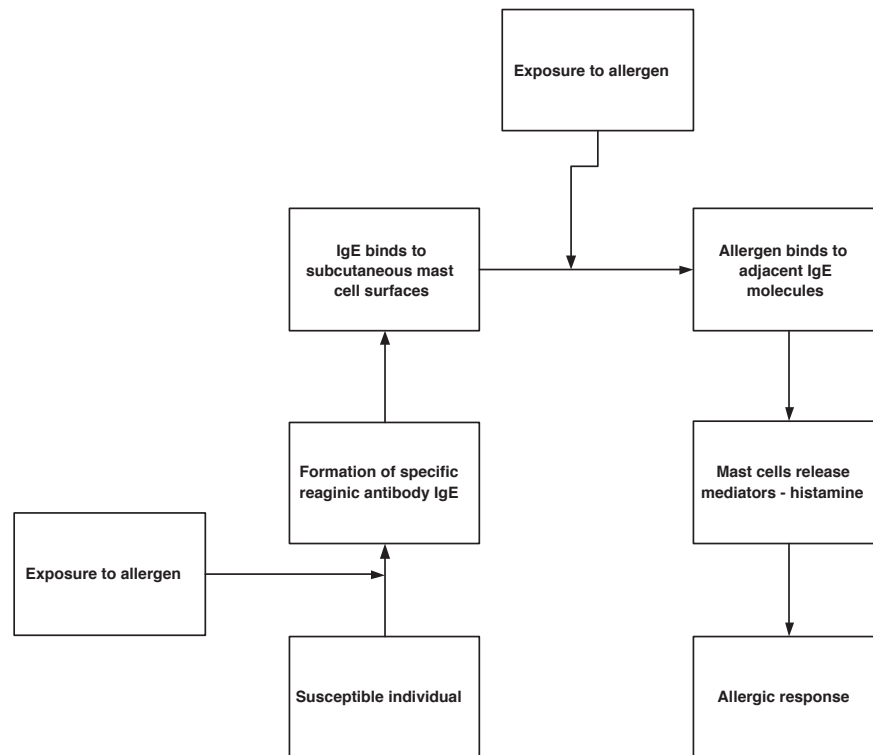 Exposure to allergen
IgE binds to
subcutaneous mast
cell surfaces
Allergen binds to
adjacent IgE
molecules
Formation of specific
reaginic antibody IgE
Mast cells release
mediators - histamine
Exposure to allergen
Susceptible individual
Allergic response